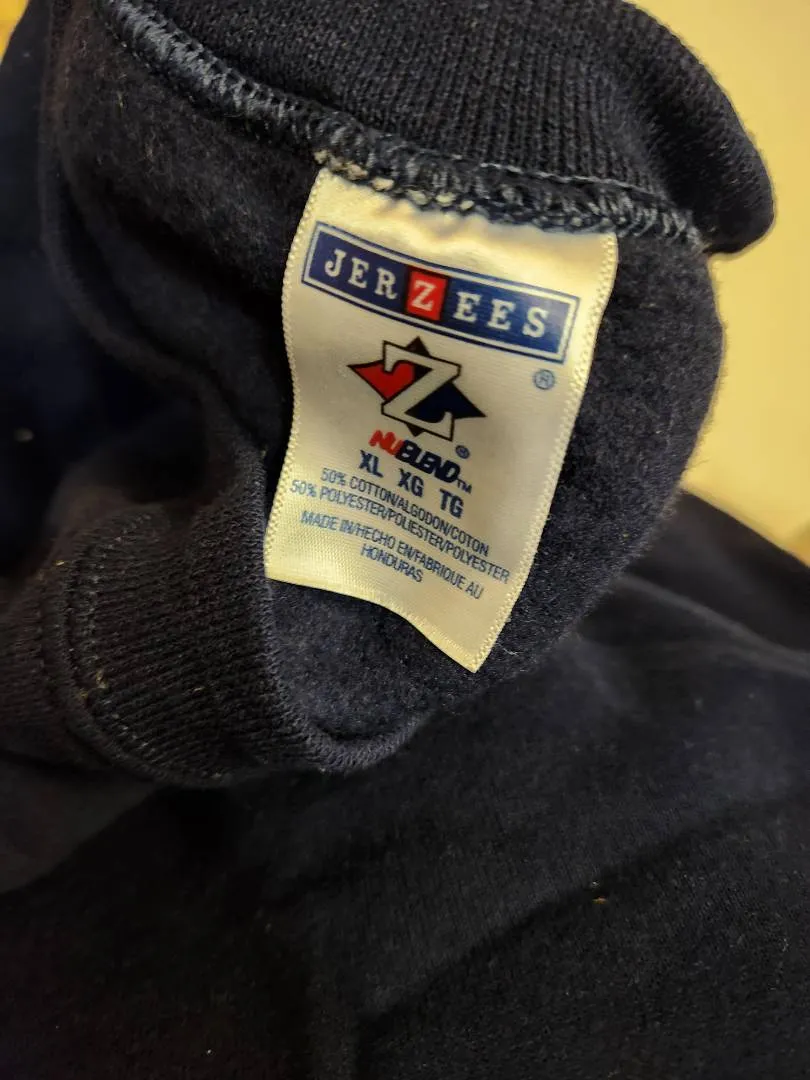 JERZEES
®
Z
®
NUBLEND™
XL XG TG
50% COTTON/ALGODON/COTON
50% POLYESTER/POLIESTER/POLYESTER
MADE IN/HECHO EN/FABRIQUE AU
HONDURAS